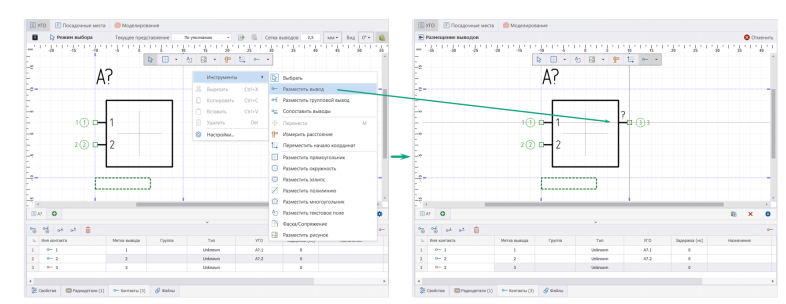 УГО Посадочные места Моделирование
Режим выбора Текущее представление По умолчанию Сетка выводов 2,5 мм Вид 0°
A?
1 1 1
2 2 2
Инструменты
Вырезать Ctrl+X
Копировать Ctrl+C
Вставить Ctrl+V
Удалить Del
Настройки...
Выбрать
Разместить вывод
Разместить групповой вывод
Сопоставить выводы
Перенести M
Измерить расстояние
Переместить начало координат
Разместить прямоугольник
Разместить окружность
Разместить эллипс
Разместить полилинию
Разместить многоугольник
Разместить текстовое поле
Фаска/Сопряжение
Разместить рисунок
A?
Имя контакта Метка вывода Группа Тип УГО
1 1 1 Unknown A?.1 0
2 2 2 Unknown A?.2 0
3 3 Unknown 0
Свойства Радиодетали (1) Контакты (3) Файлы
УГО Посадочные места Моделирование
Размещение выводов Отменить
A?
1 1 1
2 2 2
? 3 3
A?
Имя контакта Метка вывода Группа Тип УГО Задержка [нс] Назначение
1 1 1 Unknown A?.1 0
2 2 2 Unknown A?.2 0
3 3 Unknown 0
Свойства Радиодетали (1) Контакты (3) Файлы